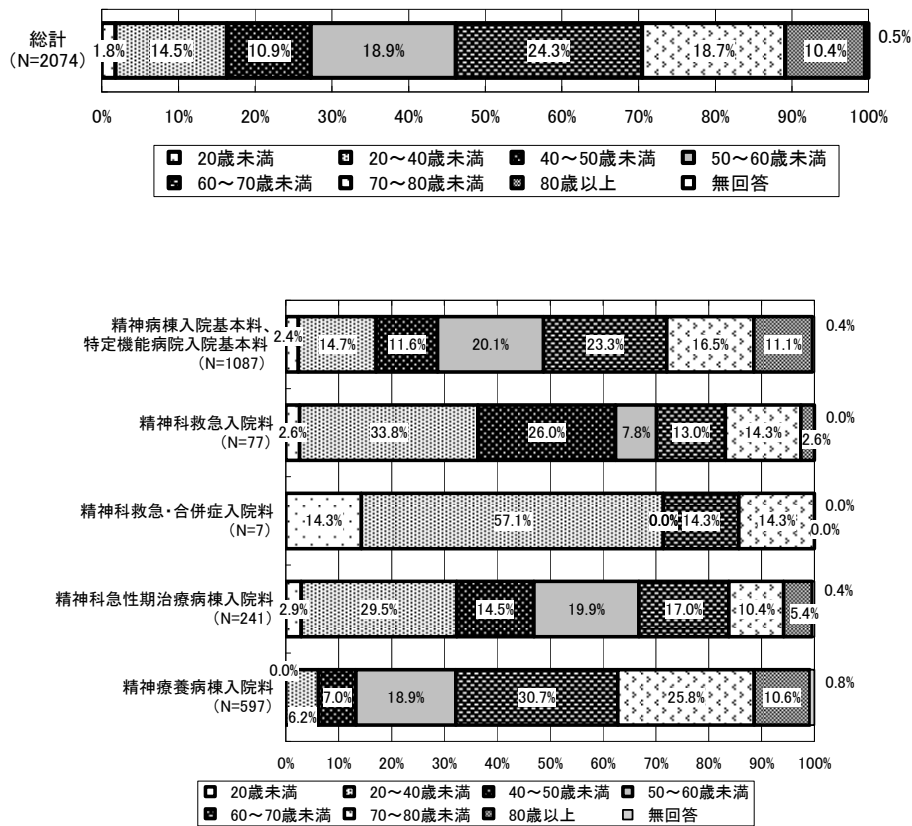 総計
(N=2074)
1.8% 14.5% 10.9% 18.9% 24.3% 18.7% 10.4% 0.5%
0% 10% 20% 30% 40% 50% 60% 70% 80% 90% 100%
20歳未満 20～40歳未満 40～50歳未満 50～60歳未満
60～70歳未満 70～80歳未満 80歳以上 無回答
精神病棟入院基本料、
特定機能病院入院基本料
(N=1087)
2.4% 14.7% 11.6% 20.1% 23.3% 16.5% 11.1% 0.4%
精神科救急入院料
(N=77)
2.6% 33.8% 26.0% 7.8% 13.0% 14.3% 2.6% 0.0%
精神科救急・合併症入院料
(N=7)
14.3% 57.1% 0.0% 14.3% 14.3% 0.0% 0.0%
精神科急性期治療病棟入院料
(N=241)
2.9% 29.5% 14.5% 19.9% 17.0% 10.4% 5.4% 0.4%
精神療養病棟入院料
(N=597)
0.0% 6.2% 7.0% 18.9% 30.7% 25.8% 10.6% 0.8%
0% 10% 20% 30% 40% 50% 60% 70% 80% 90% 100%
20歳未満 20～40歳未満 40～50歳未満 50～60歳未満
60～70歳未満 70～80歳未満 80歳以上 無回答